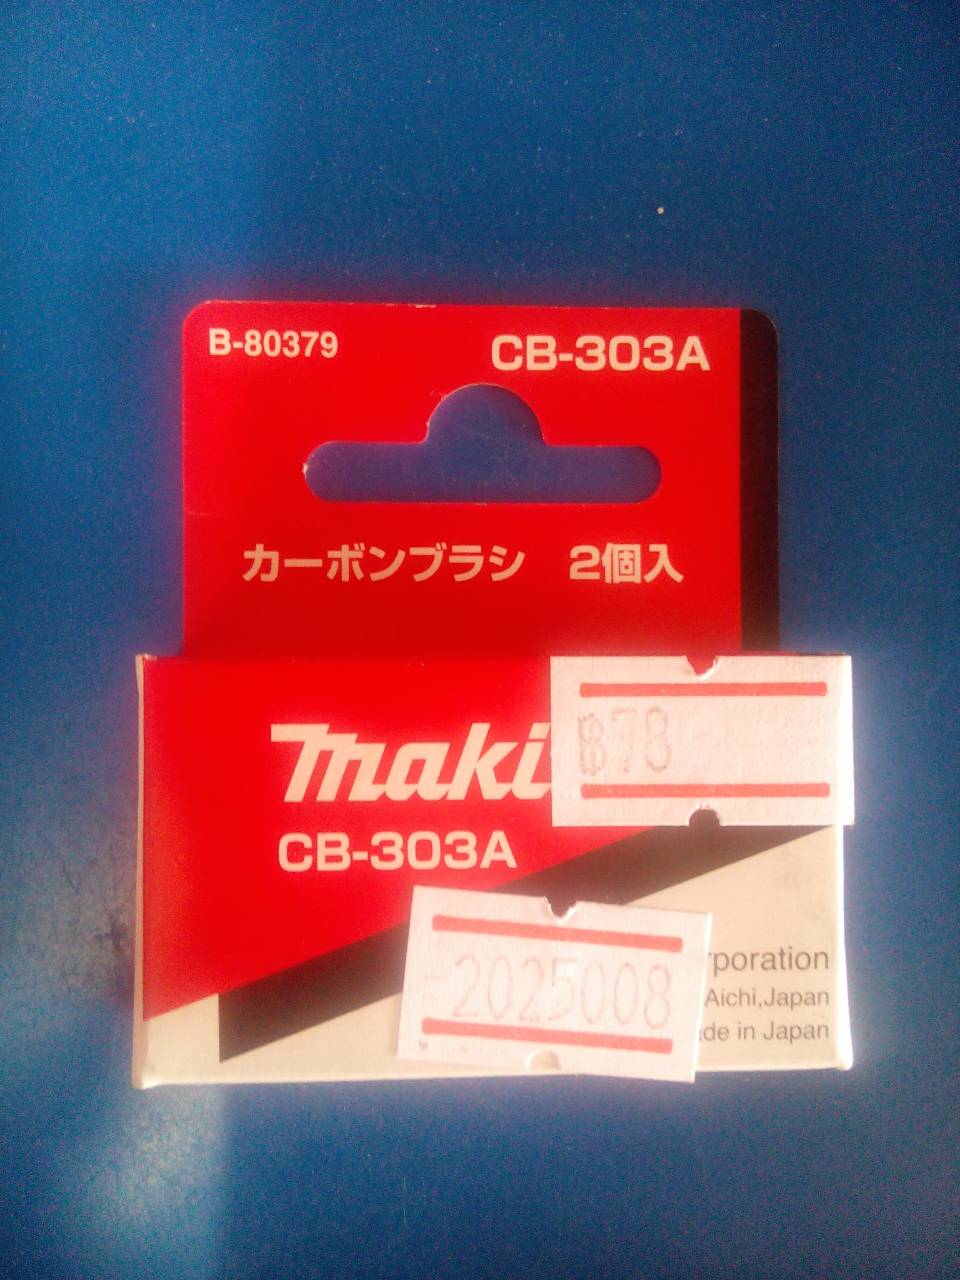 B-80379 CB-303A
カーボンブラシ 2個入
maki
฿78
CB-303A
-2025008
rporation
Aichi,Japan
de in Japan